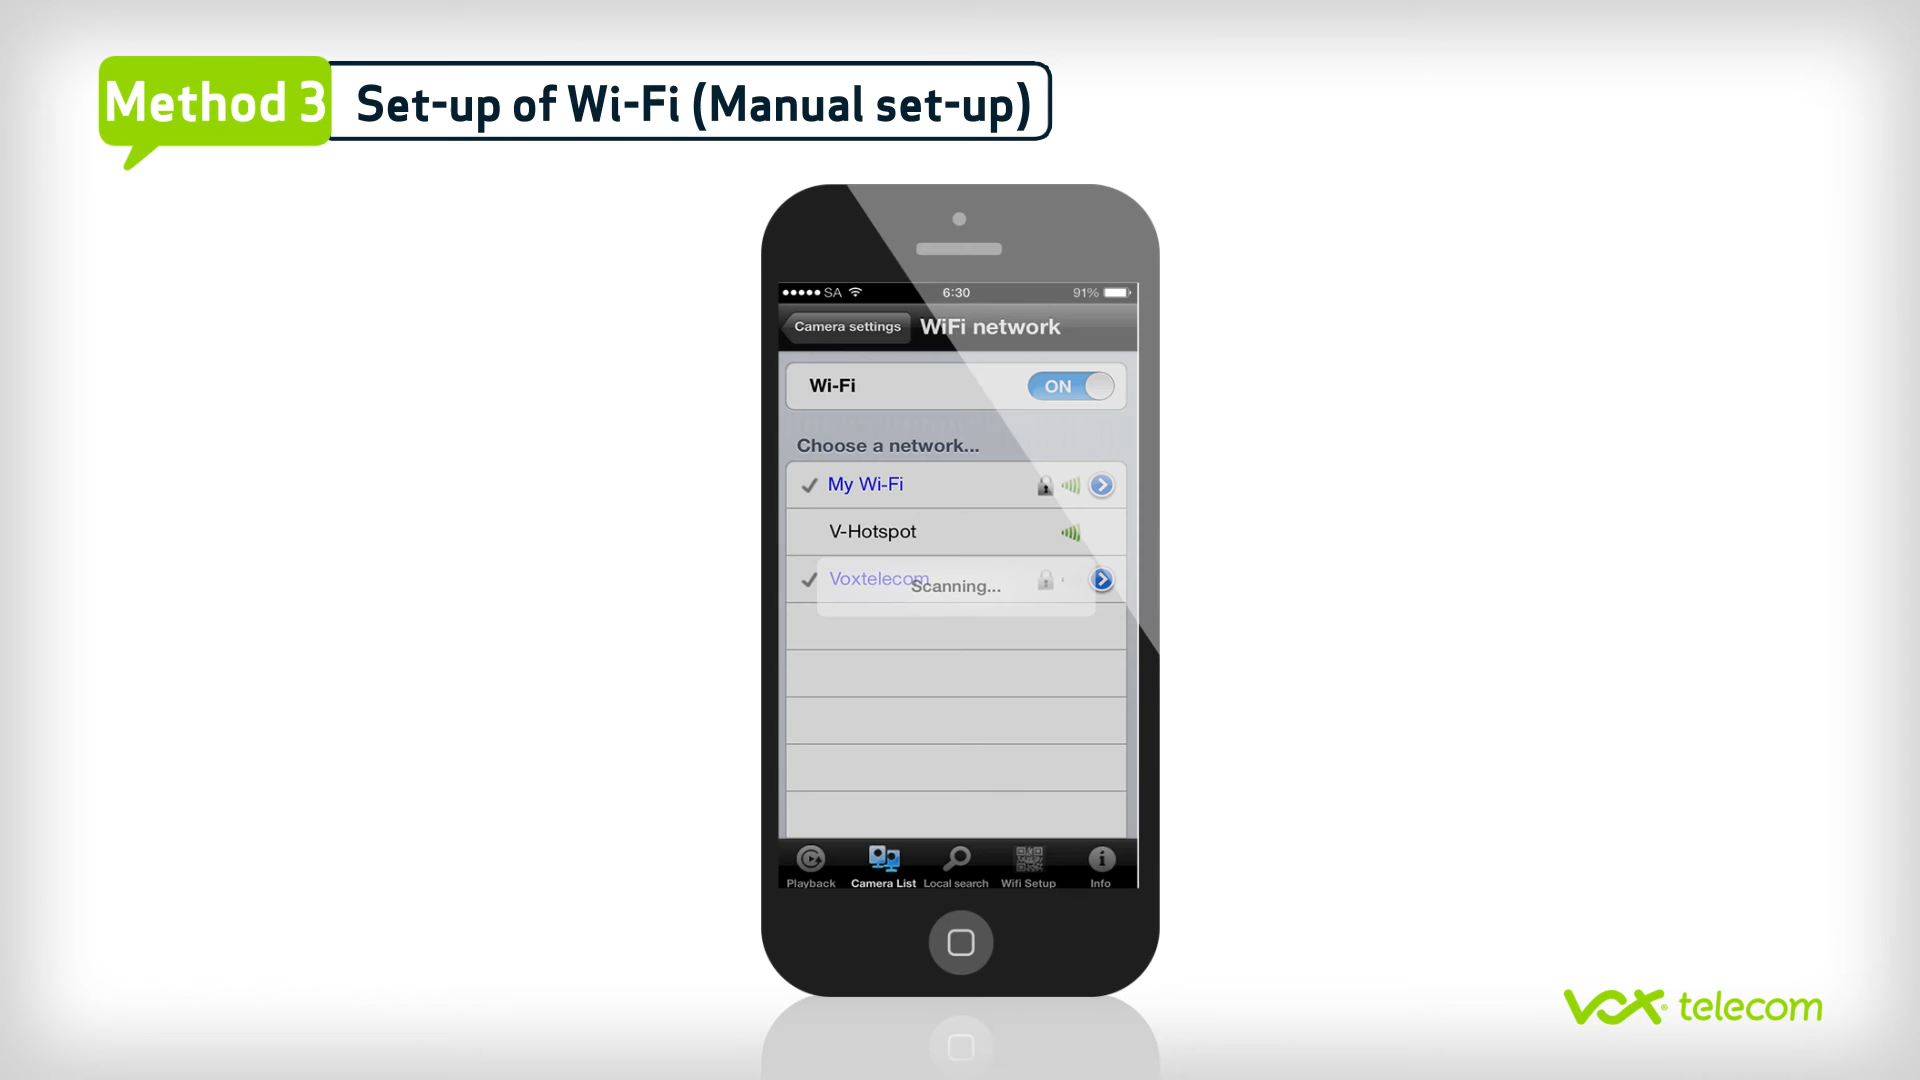 Method 3 Set-up of Wi-Fi (Manual set-up)
SA 6:30 91%
Camera settings WiFi network
Wi-Fi ON
Choose a network...
My Wi-Fi
V-Hotspot
Voxtelecom
Scanning...
Playback Camera List Local search Wifi Setup Info
vox telecom